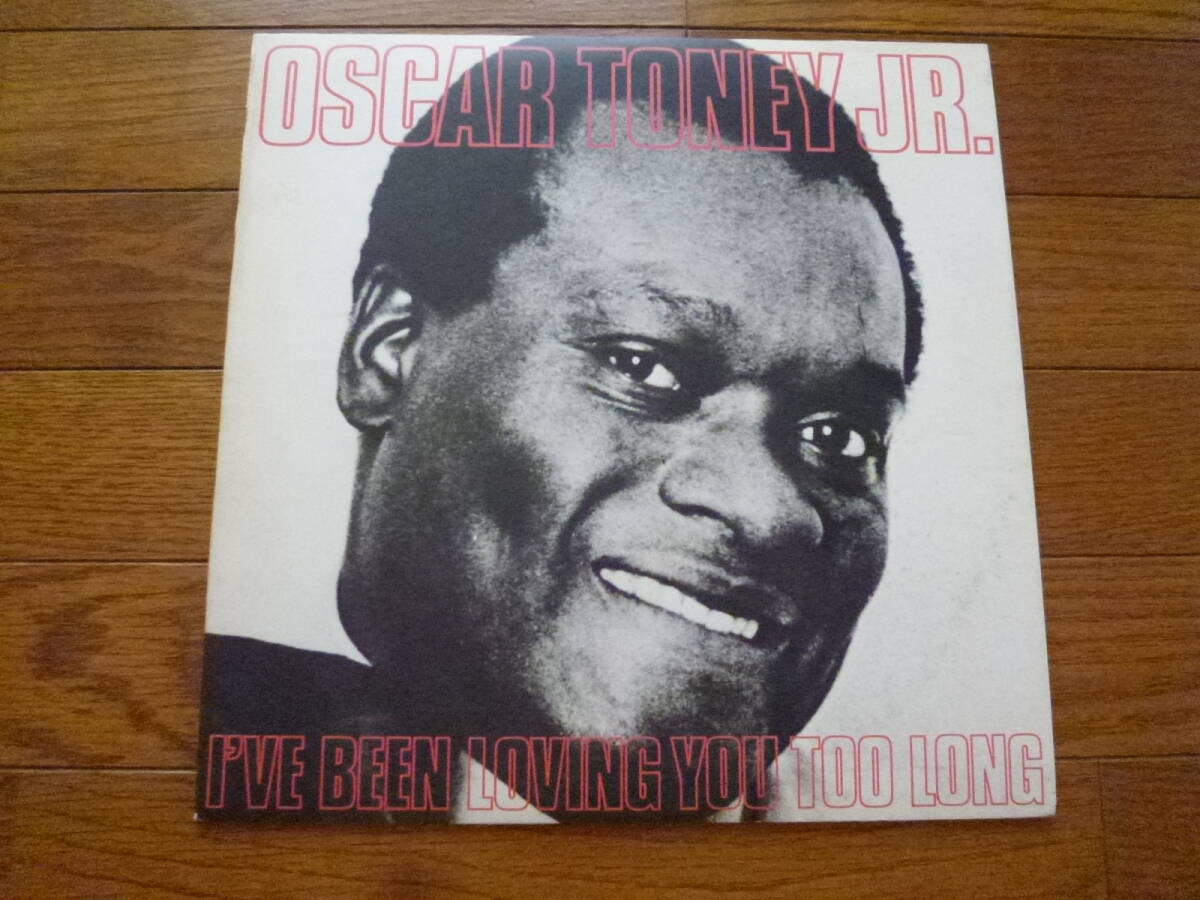 OSCAR TONEY JR.
I'VE BEEN LOVING YOU TOO LONG